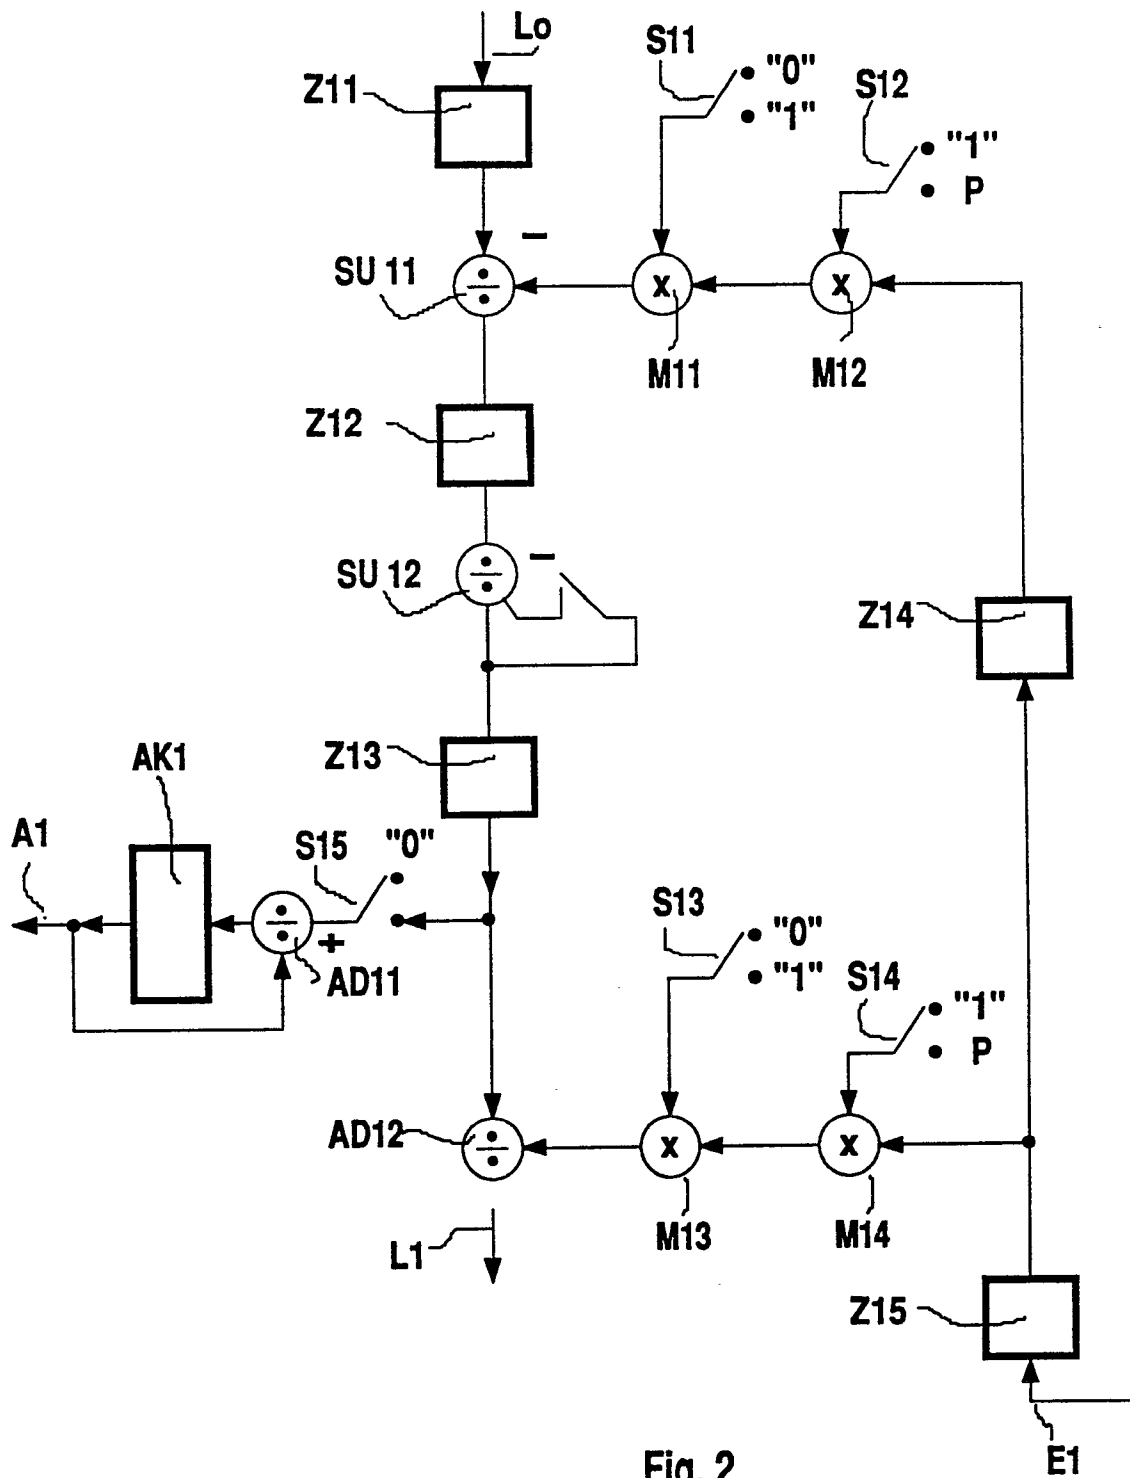 Lo
S11
"0"
Z11
S12
"1"
"1"
P
–
SU 11
÷
x
x
M11
M12
Z12
–
SU 12
÷
Z14
Z13
AK1
A1
S15
"0"
S13
"0"
÷
+
AD11
"1"
S14
"1"
P
AD12
÷
x
x
M13
M14
L1
Z15
E1
Fig. 2